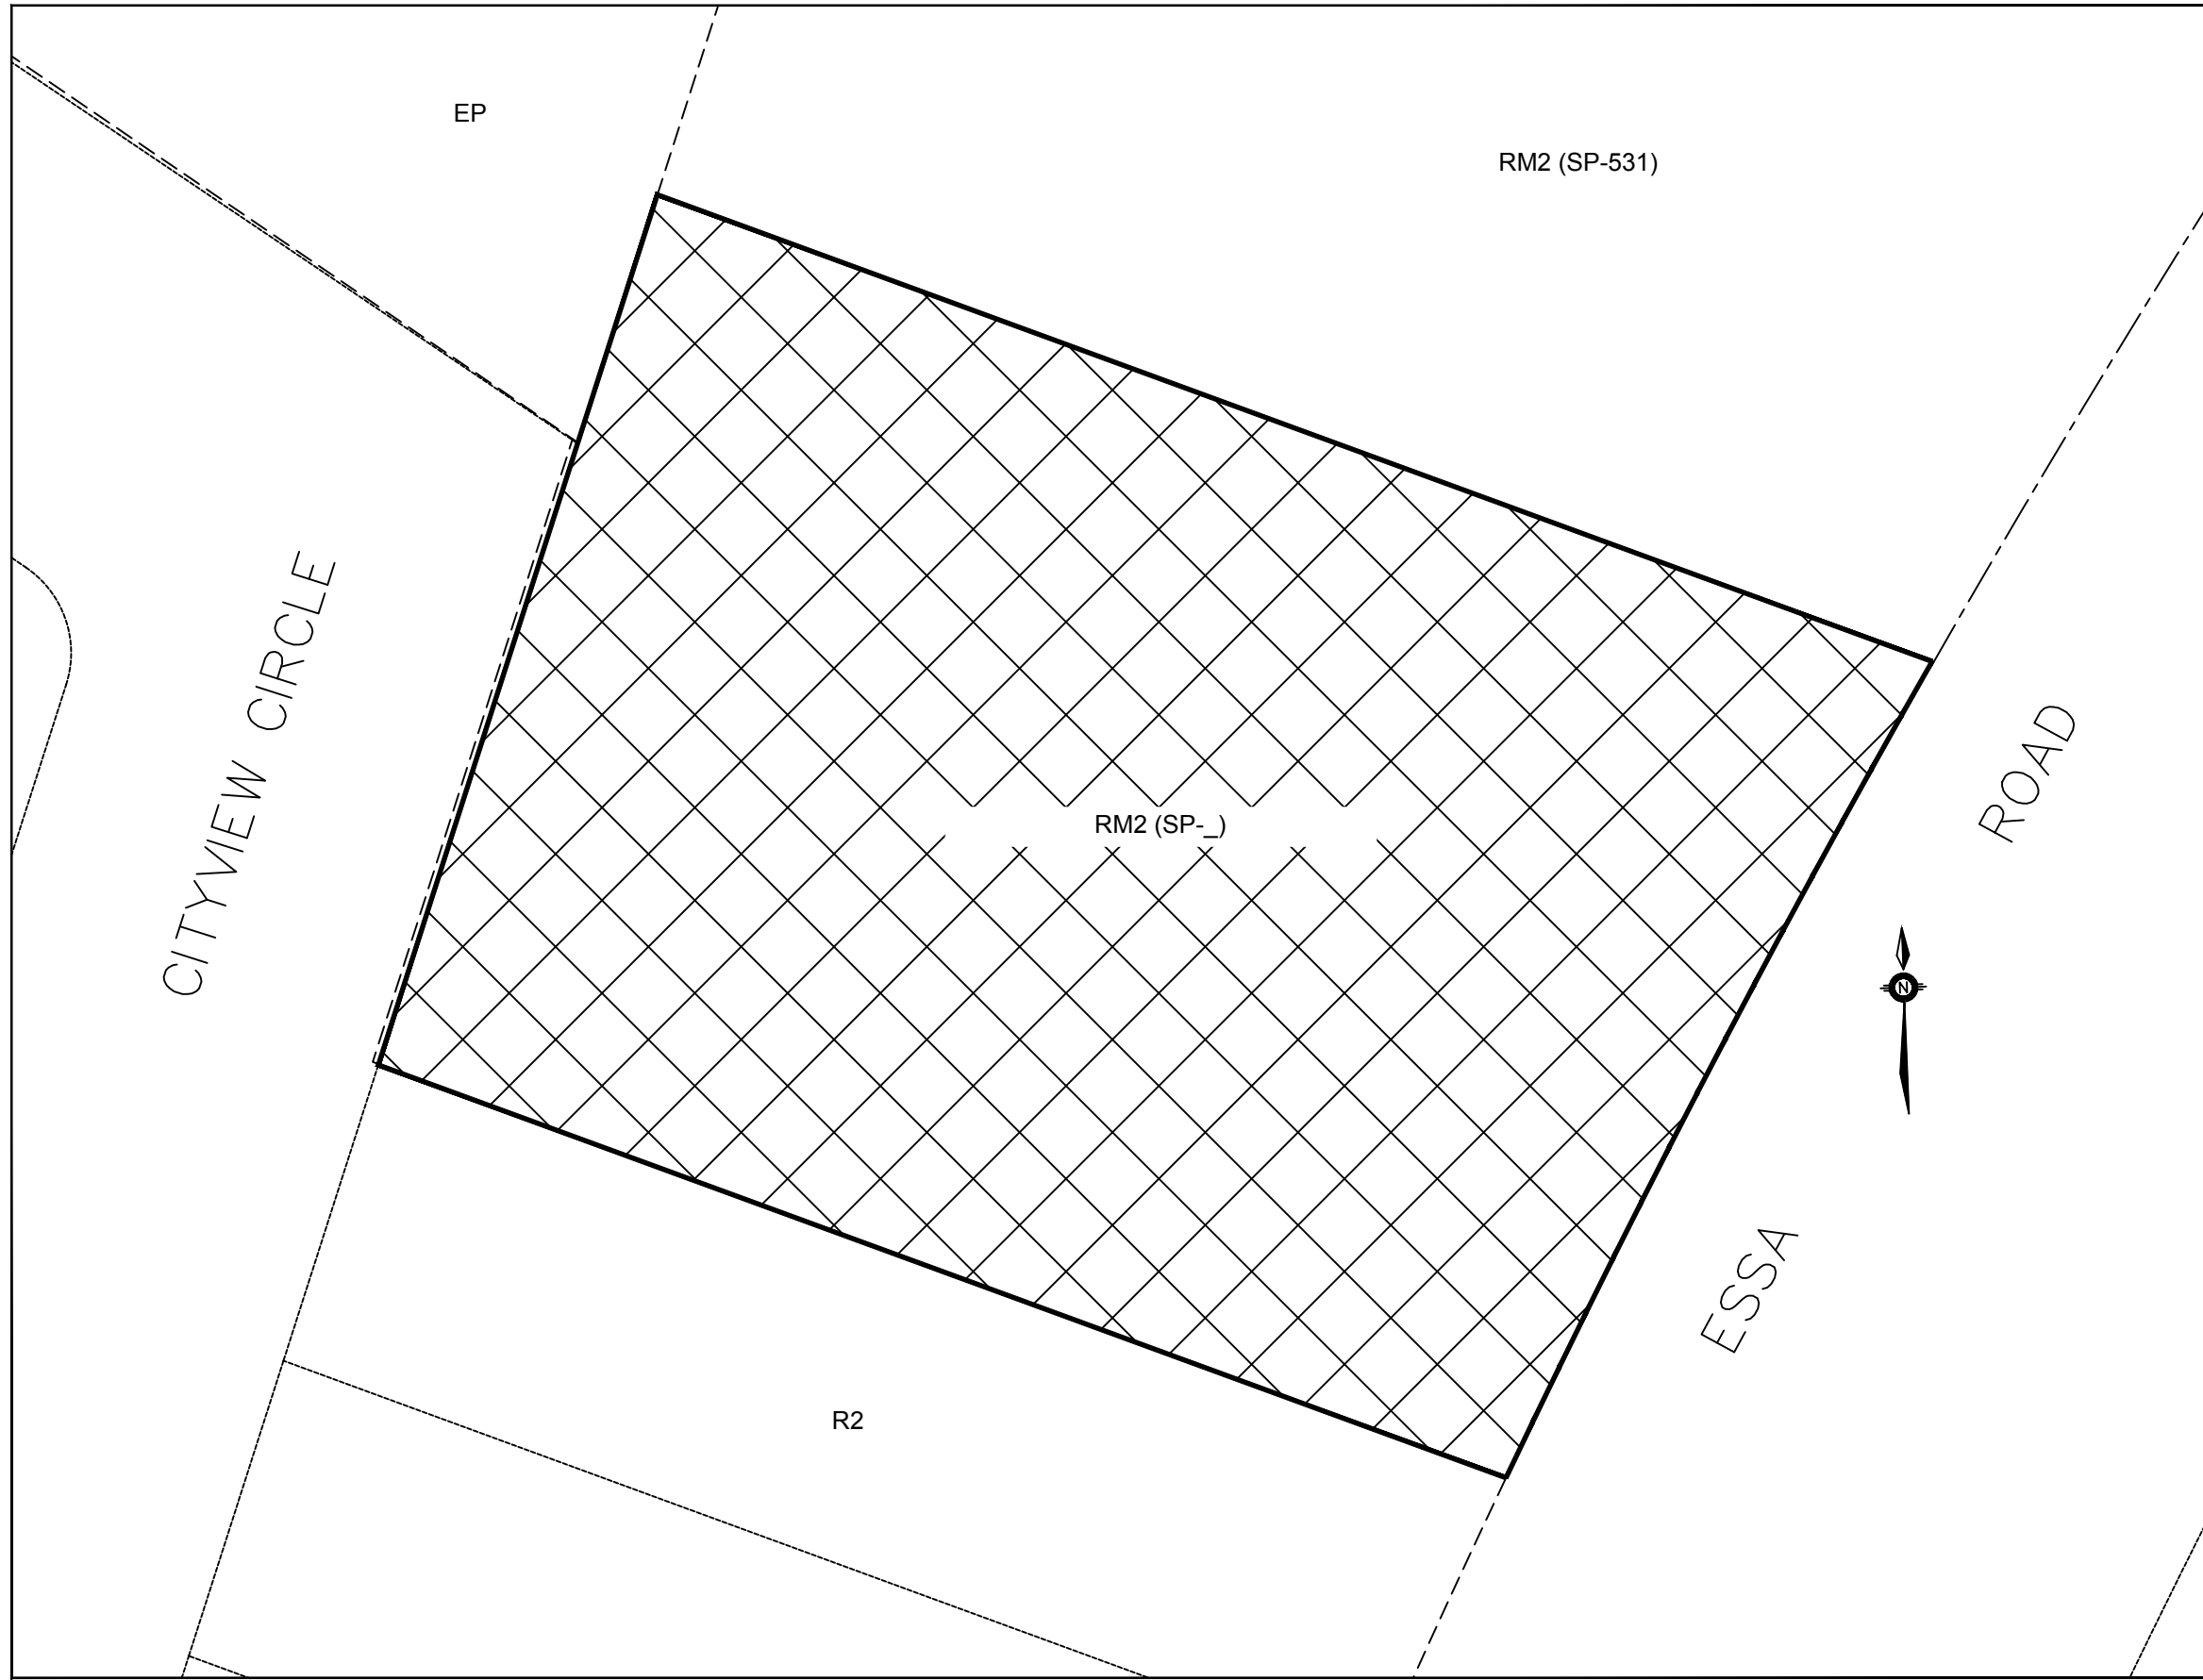 EP
RM2 (SP-531)
CITYVIEW CIRCLE
RM2 (SP-_)
ESSA ROAD
N
R2